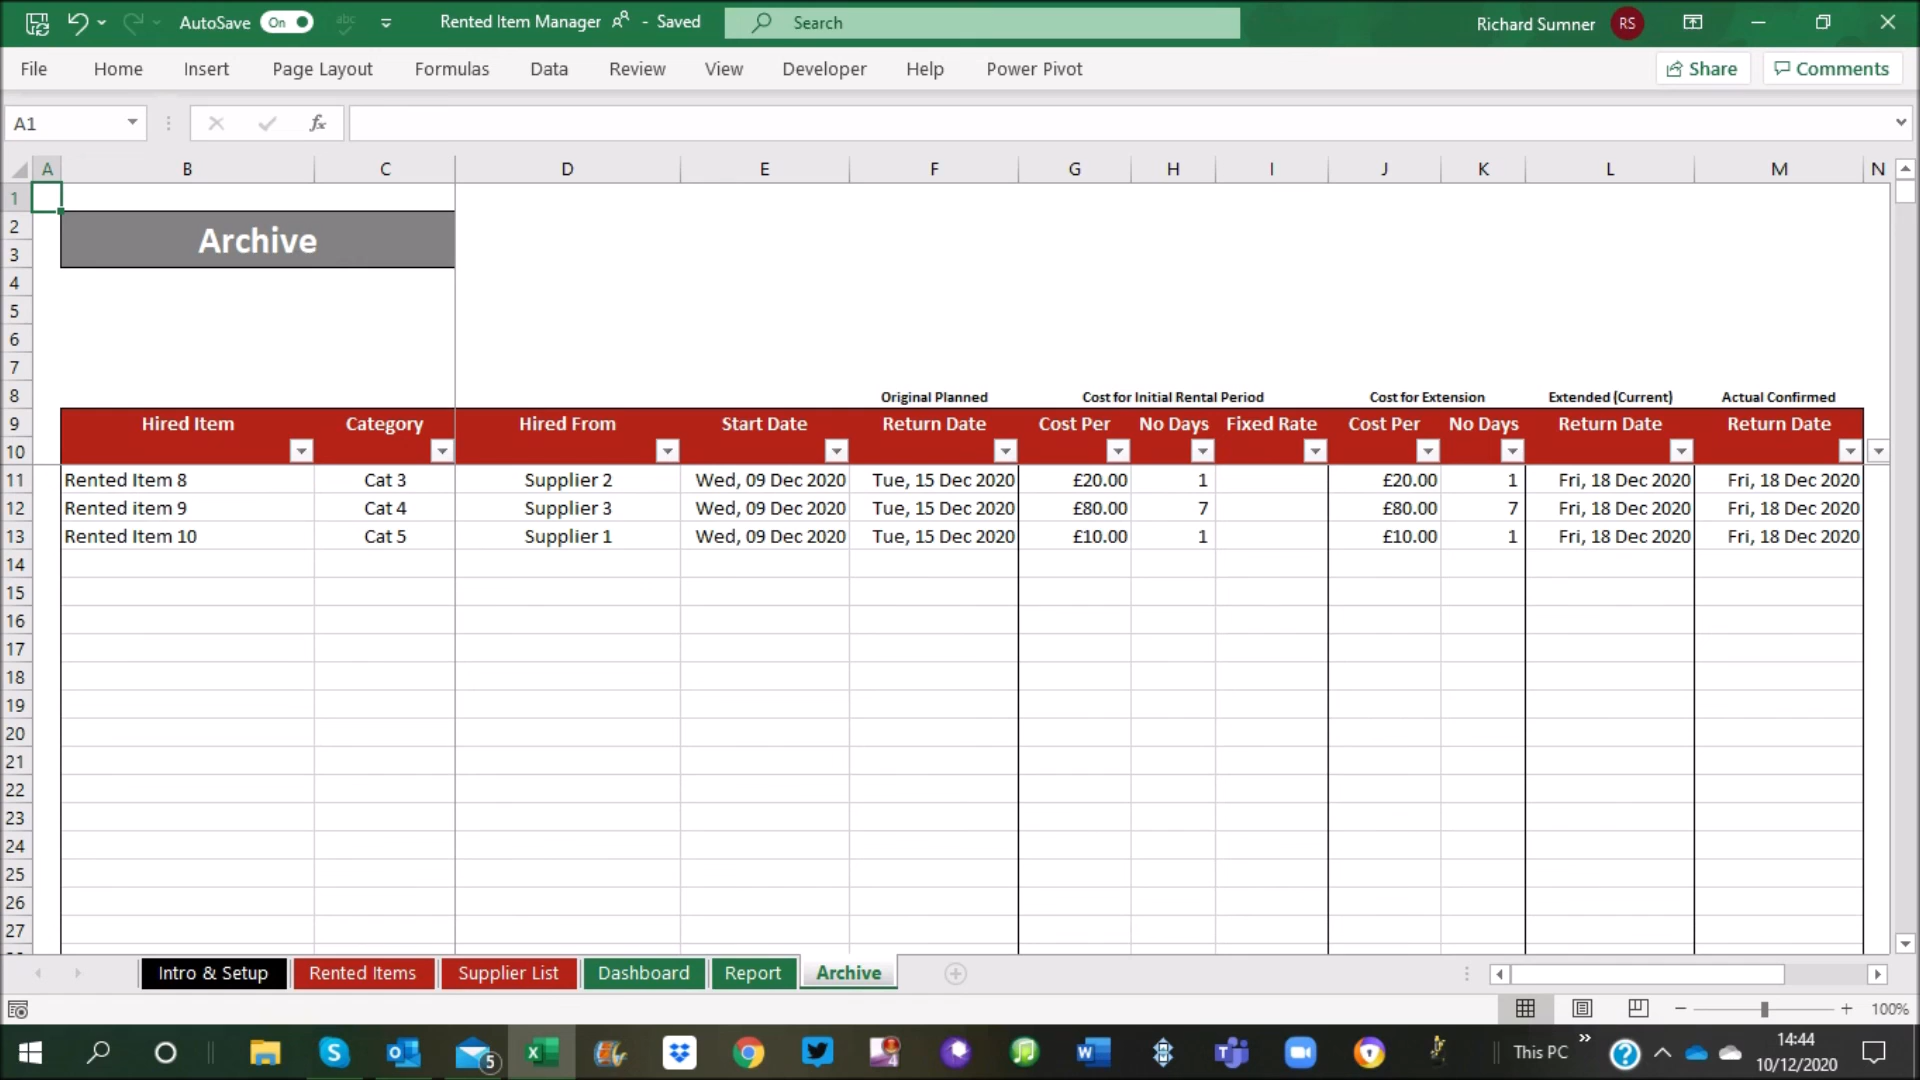 AutoSave On abc Rented Item Manager - Saved Search Richard Sumner RS
File Home Insert Page Layout Formulas Data Review View Developer Help Power Pivot Share Comments
A1 fx
A B C D E F G H I J K L M N
1
2
Archive
3
4
5
6
7
8 Original Planned Cost for Initial Rental Period Cost for Extension Extended (Current) Actual Confirmed
9 Hired Item Category Hired From Start Date Return Date Cost Per No Days Fixed Rate Cost Per No Days Return Date Return Date
10
11 Rented Item 8 Cat 3 Supplier 2 Wed, 09 Dec 2020 Tue, 15 Dec 2020 £20.00 1 £20.00 1 Fri, 18 Dec 2020 Fri, 18 Dec 2020
12 Rented item 9 Cat 4 Supplier 3 Wed, 09 Dec 2020 Tue, 15 Dec 2020 £80.00 7 £80.00 7 Fri, 18 Dec 2020 Fri, 18 Dec 2020
13 Rented Item 10 Cat 5 Supplier 1 Wed, 09 Dec 2020 Tue, 15 Dec 2020 £10.00 1 £10.00 1 Fri, 18 Dec 2020 Fri, 18 Dec 2020
14
15
16
17
18
19
20
21
22
23
24
25
26
27
Intro & Setup Rented Items Supplier List Dashboard Report Archive
100%
5 4 This PC 14:44
10/12/2020